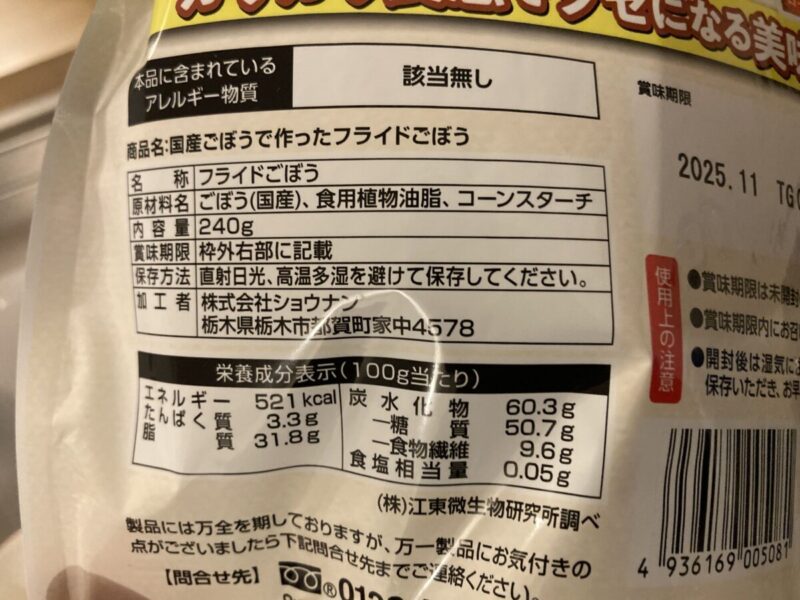 クセになる美味
本品に含まれている
アレルギー物質
該当無し
賞味期限
2025.11
商品名:国産ごぼうで作ったフライドごぼう
名称 フライドごぼう
原材料名 ごぼう(国産)、食用植物油脂、コーンスターチ
内容量 240g
賞味期限 枠外右部に記載
保存方法 直射日光、高温多湿を避けて保存してください。
加工者 株式会社ショウナン
栃木県栃木市都賀町家中4578
使用上の注意
●賞味期限は未開封
●賞味期限内にお召
●開封後は湿気に
保存いただき、お早
栄養成分表示(100g当たり)
エネルギー 521kcal
たんぱく質 3.3g
脂質 31.8g
炭水化物 60.3g
―糖質 50.7g
―食物繊維 9.6g
食塩相当量 0.05g
(株)江東微生物研究所調べ
製品には万全を期しておりますが、万一製品にお気付きの
点がございましたら下記問合せ先までご連絡ください。
【問合せ先】
4 936169 005081